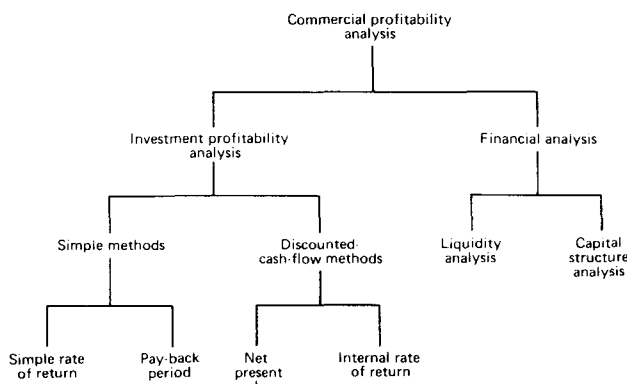 Commercial profitability
analysis
Investment profitability
analysis
Financial analysis
Simple methods
Discounted-
cash-flow methods
Liquidity
analysis
Capital
structure
analysis
Simple rate
of return
Pay-back
period
Net
present
Internal rate
of return